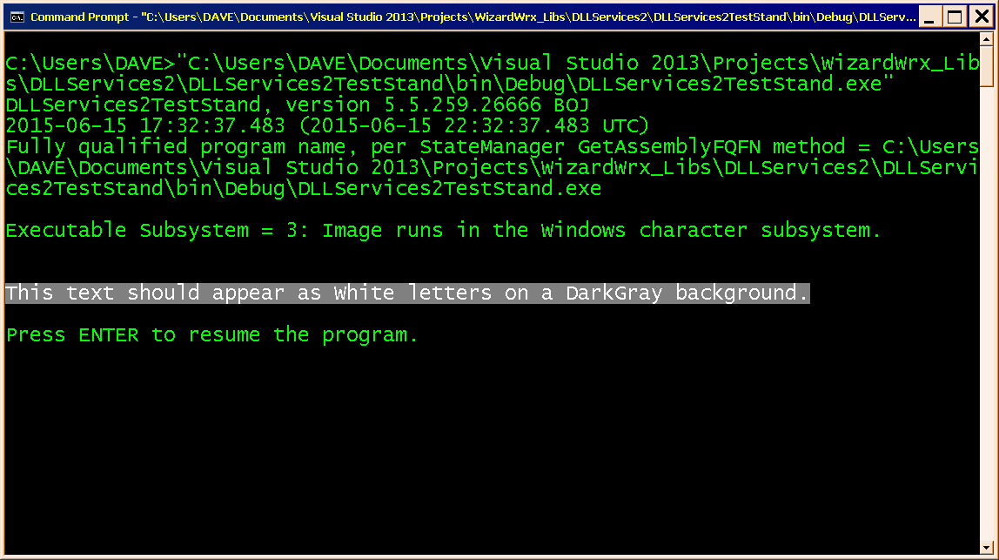 Command Prompt - "C:\Users\DAVE\Documents\Visual Studio 2013\Projects\WizardWrx_Libs\DLLServices2\DLLServices2TestStand\bin\Debug\DLLServ...
C:\Users\DAVE>"C:\Users\DAVE\Documents\Visual Studio 2013\Projects\WizardWrx_Lib
s\DLLServices2\DLLServices2TestStand\bin\Debug\DLLServices2TestStand.exe"
DLLServices2TestStand, version 5.5.259.26666 BOJ
2015-06-15 17:32:37.483 (2015-06-15 22:32:37.483 UTC)
Fully qualified program name, per StateManager GetAssemblyFQFN method = C:\Users
\DAVE\Documents\Visual Studio 2013\Projects\WizardWrx_Libs\DLLServices2\DLLServi
ces2TestStand\bin\Debug\DLLServices2TestStand.exe
Executable Subsystem = 3: Image runs in the Windows character subsystem.
This text should appear as White letters on a DarkGray background.
Press ENTER to resume the program.